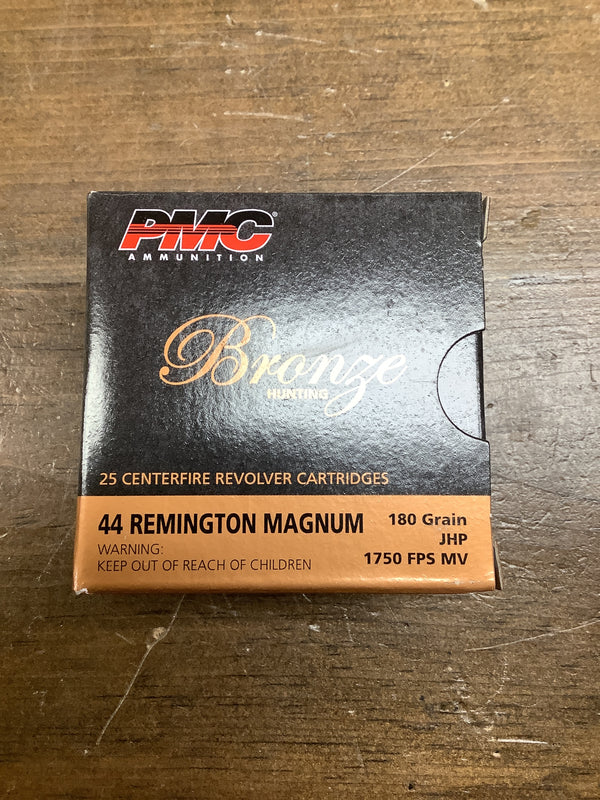 PMC®
AMMUNITION
Bronze
HUNTING
25 CENTERFIRE REVOLVER CARTRIDGES
44 REMINGTON MAGNUM
WARNING:
KEEP OUT OF REACH OF CHILDREN
180 Grain
JHP
1750 FPS MV